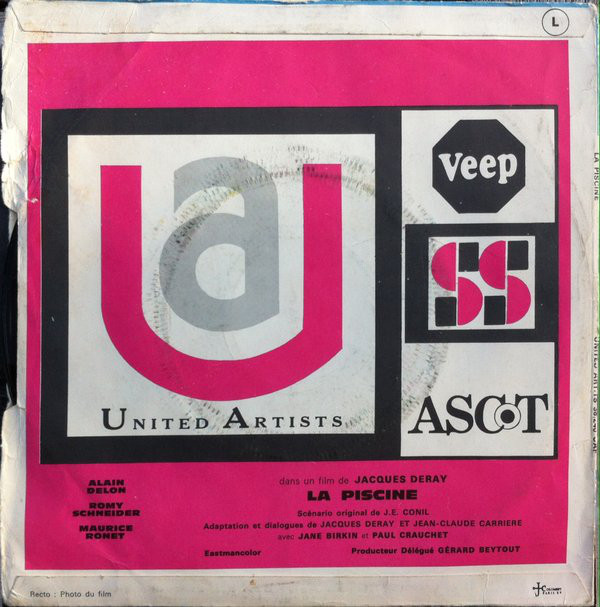 L
Veep
SS
ua
UNITED ARTISTS
ASCOT
LA PISCINE
ALAIN
DELON
ROMY
SCHNEIDER
MAURICE
RONET
dans un film de JACQUES DERAY
LA PISCINE
Scénario original de J.E. CONIL
Adaptation et dialogues de JACQUES DERAY ET JEAN-CLAUDE CARRIERE
avec JANE BIRKIN et PAUL CRAUCHET
Eastmancolor
Producteur Délégué GÉRARD BEYTOUT
Recto : Photo du film